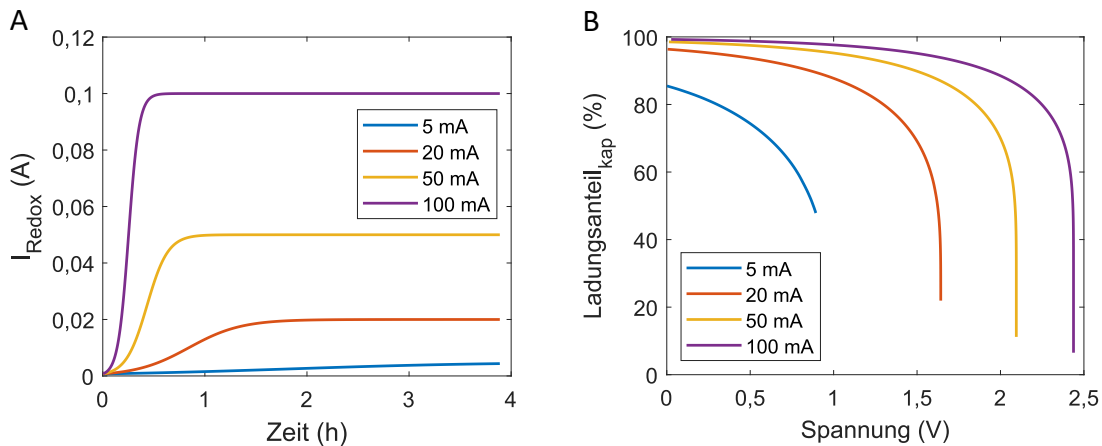 A
I_Redox (A)
0,12
0,1
0,08
0,06
0,04
0,02
0
5 mA
20 mA
50 mA
100 mA
0
1
2
3
4
Zeit (h)
B
Ladungsanteil_kap (%)
100
80
60
40
20
0
5 mA
20 mA
50 mA
100 mA
0
0,5
1
1,5
2
2,5
Spannung (V)